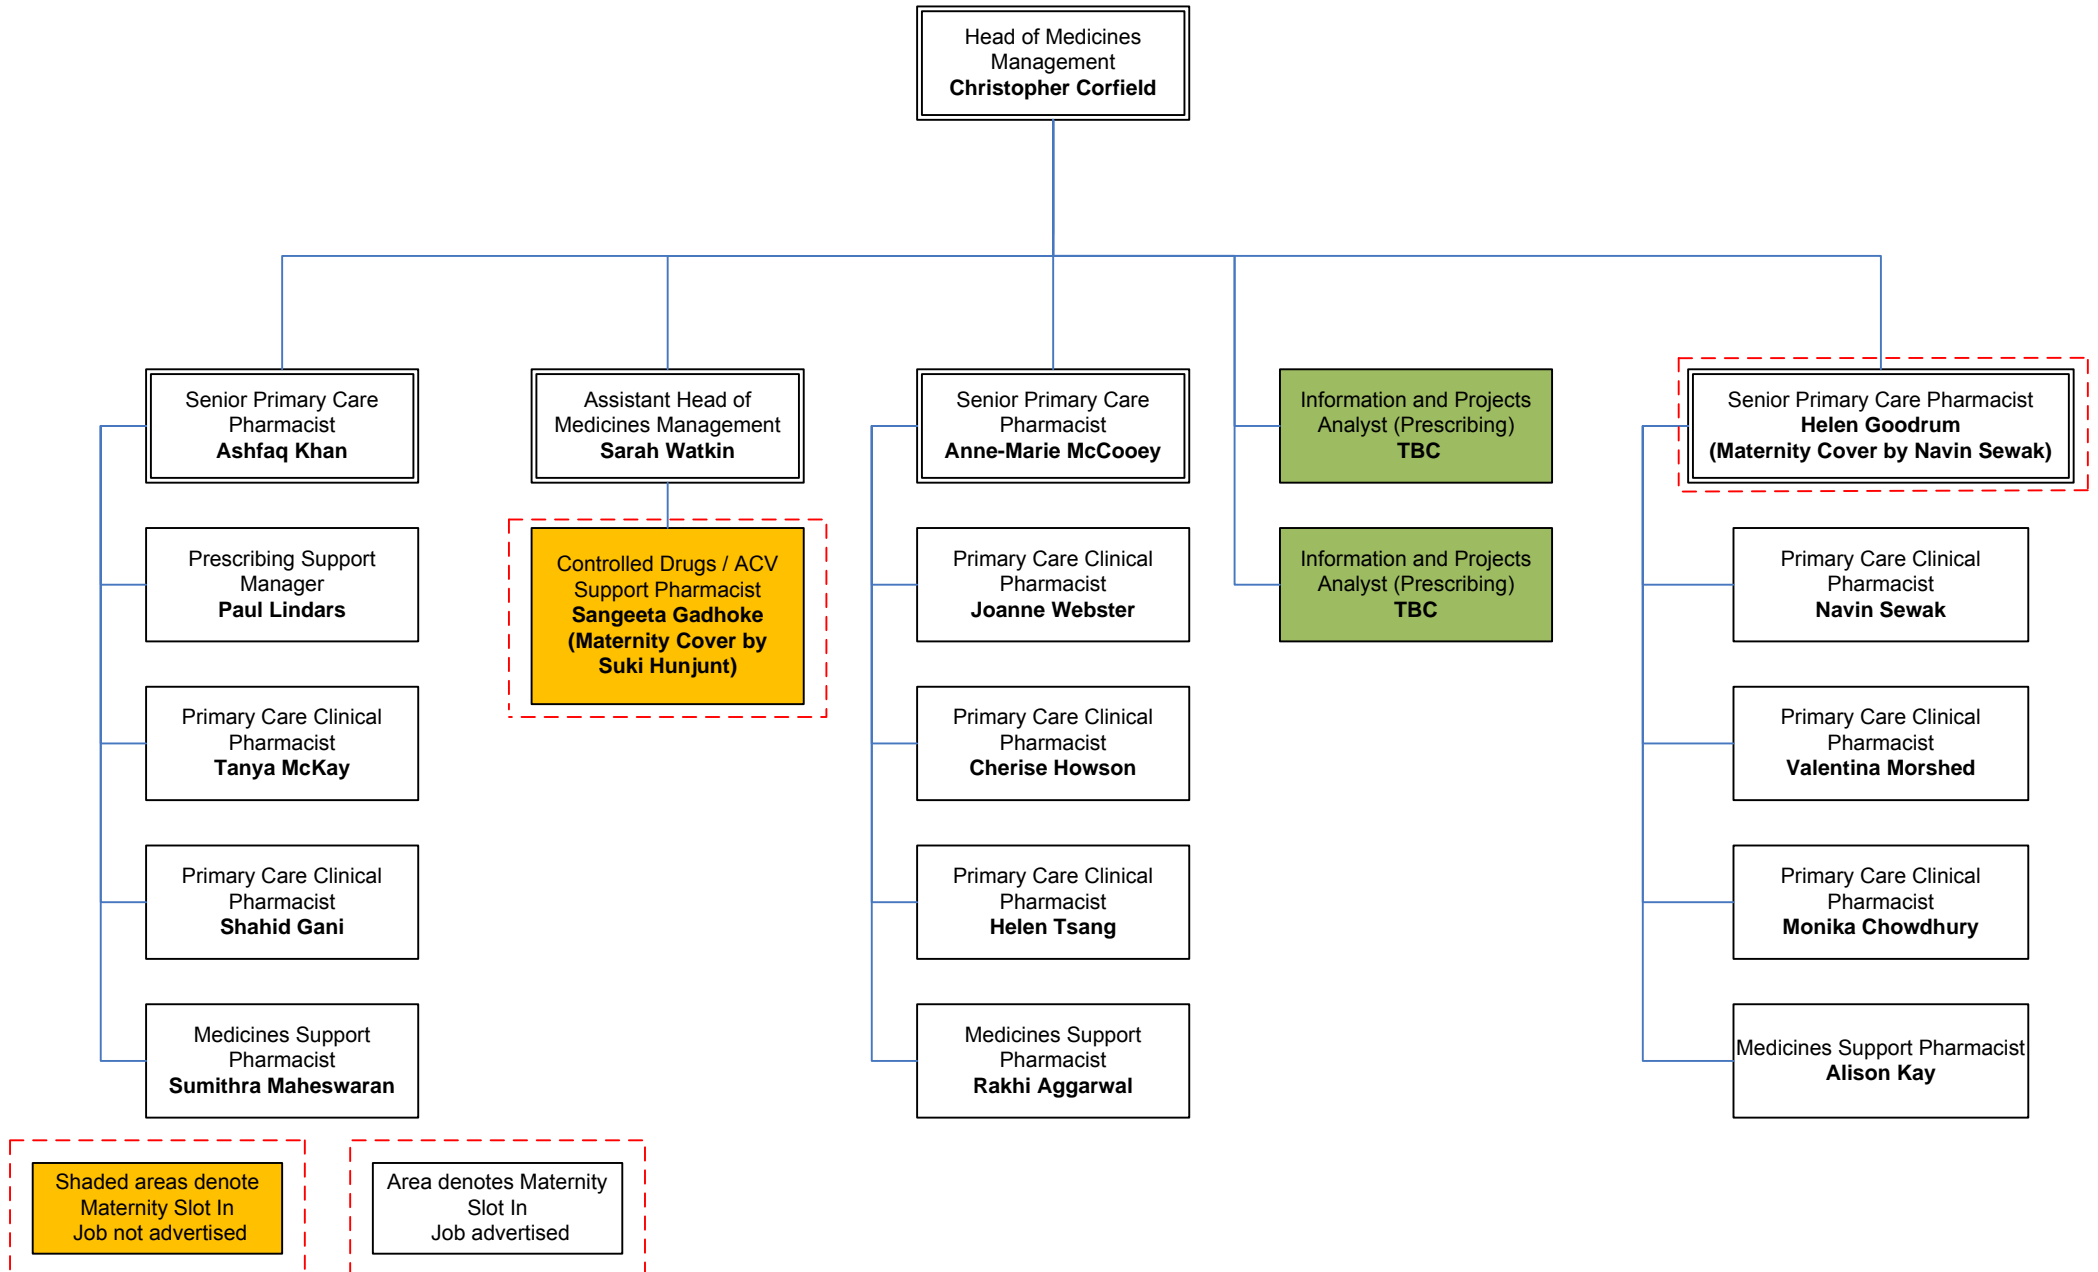 Head of Medicines
Management
Christopher Corfield
Senior Primary Care
Pharmacist
Ashfaq Khan
Prescribing Support
Manager
Paul Lindars
Primary Care Clinical
Pharmacist
Tanya McKay
Primary Care Clinical
Pharmacist
Shahid Gani
Medicines Support
Pharmacist
Sumithra Maheswaran
Assistant Head of
Medicines Management
Sarah Watkin
Controlled Drugs / ACV
Support Pharmacist
Sangeeta Gadhoke
(Maternity Cover by
Suki Hunjunt)
Senior Primary Care
Pharmacist
Anne-Marie McCooey
Primary Care Clinical
Pharmacist
Joanne Webster
Primary Care Clinical
Pharmacist
Cherise Howson
Primary Care Clinical
Pharmacist
Helen Tsang
Medicines Support
Pharmacist
Rakhi Aggarwal
Information and Projects
Analyst (Prescribing)
TBC
Information and Projects
Analyst (Prescribing)
TBC
Senior Primary Care Pharmacist
Helen Goodrum
(Maternity Cover by Navin Sewak)
Primary Care Clinical
Pharmacist
Navin Sewak
Primary Care Clinical
Pharmacist
Valentina Morshed
Primary Care Clinical
Pharmacist
Monika Chowdhury
Medicines Support Pharmacist
Alison Kay
Shaded areas denote
Maternity Slot In
Job not advertised
Area denotes Maternity
Slot In
Job advertised